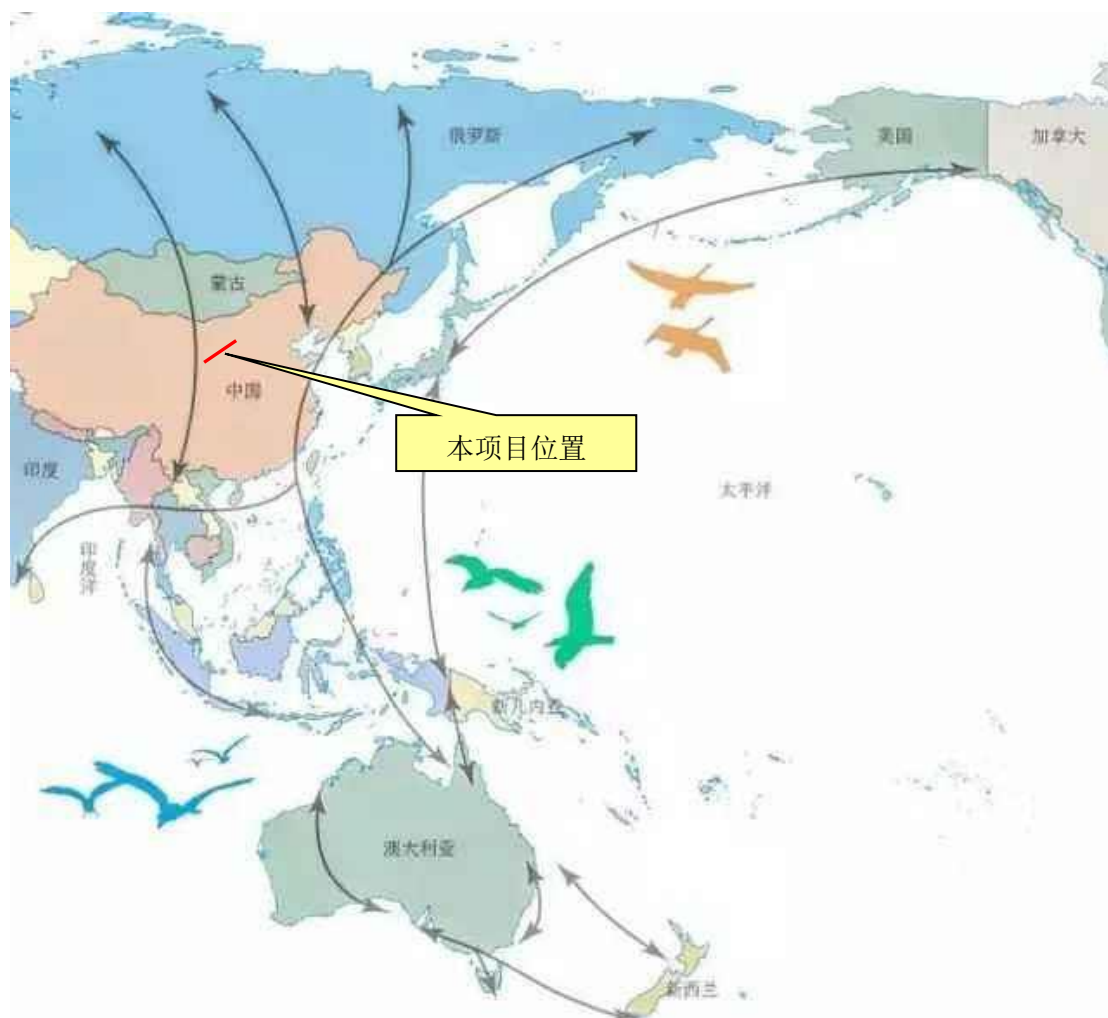 俄罗斯
美国
加拿大
蒙古
中国
本项目位置
印度
太平洋
印度洋
新几内亚
澳大利亚
新西兰